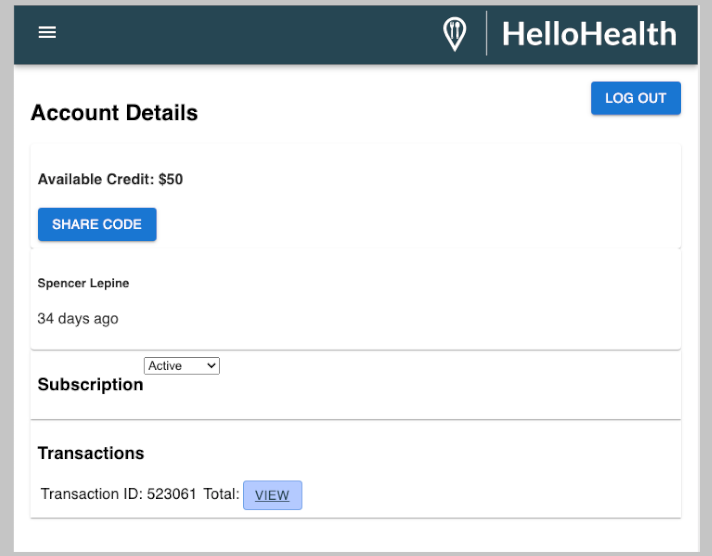 HelloHealth
LOG OUT
Account Details
Available Credit: $50
SHARE CODE
Spencer Lepine
34 days ago
Active
Subscription
Transactions
Transaction ID: 523061 Total: VIEW